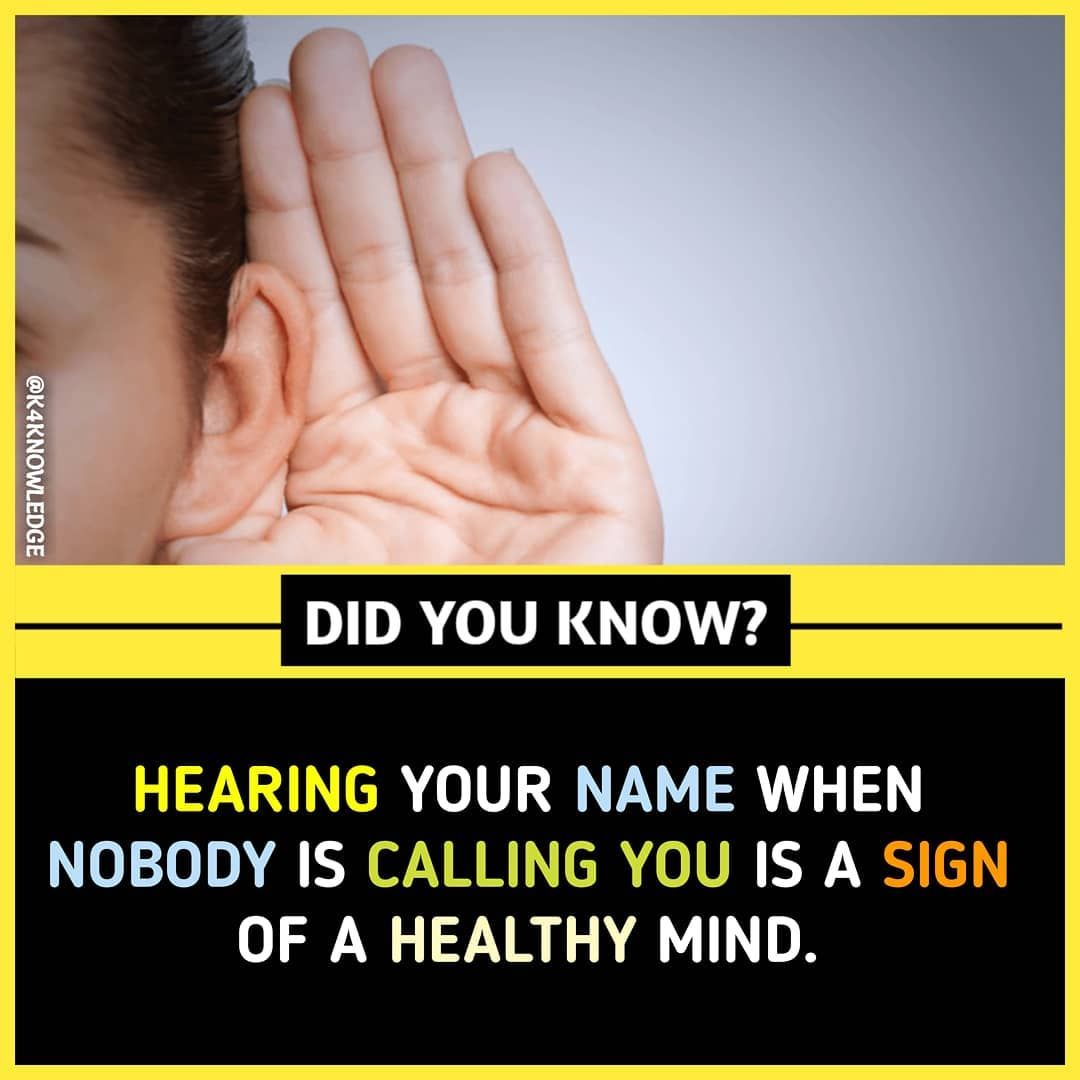 @K4KNOWLEDGE
DID YOU KNOW?
HEARING YOUR NAME WHEN
NOBODY IS CALLING YOU IS A SIGN
OF A HEALTHY MIND.